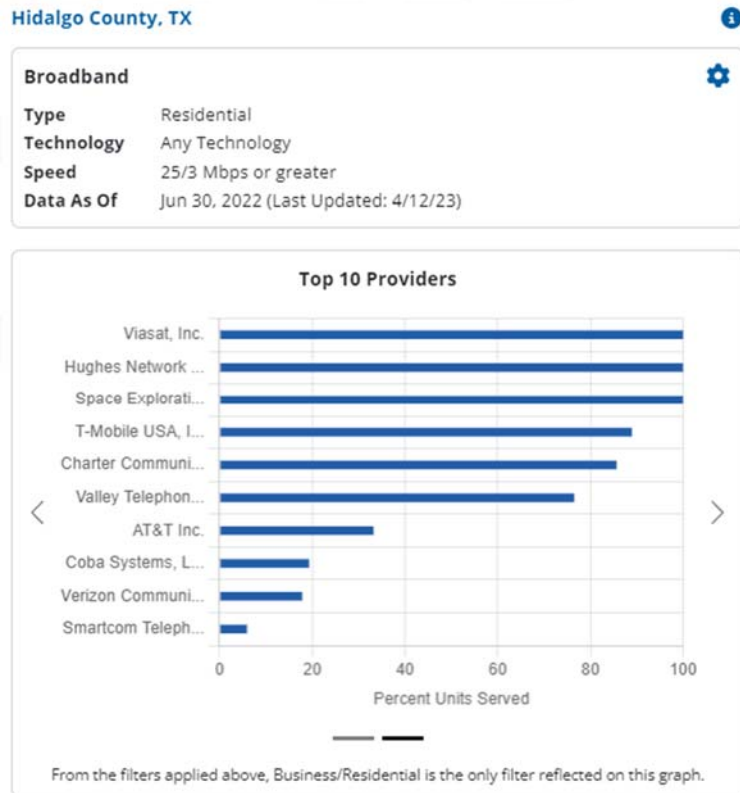 Hidalgo County, TX
Broadband
Type Residential
Technology Any Technology
Speed 25/3 Mbps or greater
Data As Of Jun 30, 2022 (Last Updated: 4/12/23)
Top 10 Providers
Viasat, Inc.
Hughes Network ...
Space Explorati...
T-Mobile USA, I...
Charter Communi...
Valley Telephon...
AT&T Inc.
Coba Systems, L...
Verizon Communi...
Smartcom Teleph...
0 20 40 60 80 100
Percent Units Served
From the filters applied above, Business/Residential is the only filter reflected on this graph.